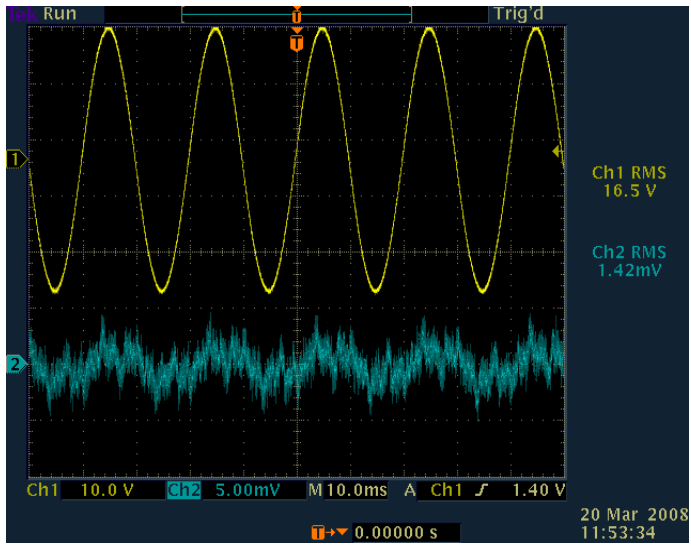 Tek Run Trig'd
T
T
1
Ch1 RMS
16.5 V
Ch2 RMS
1.42mV
2
Ch1 10.0 V Ch2 5.00mV M 10.0ms A Ch1 1.40 V
T 0.00000 s
20 Mar 2008
11:53:34